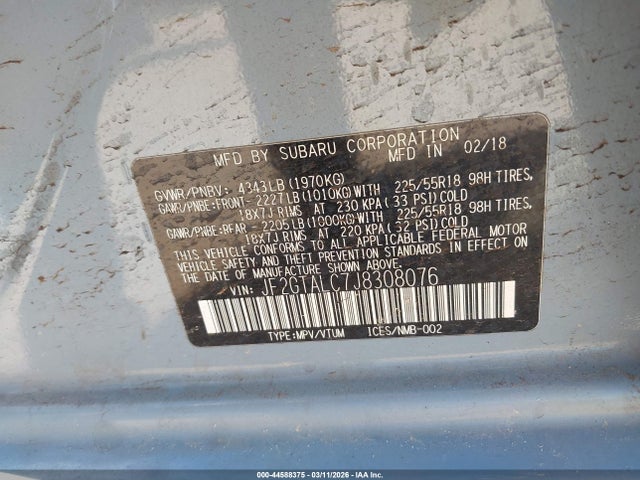 MFD BY SUBARU CORPORATION
MFD IN 02/18
GVWR/PNBV: 4343LB(1970KG)
GAWR/PNBE:FRONT- 2227LB(1010KG)WITH 225/55R18 98H TIRES,
18X7J RIMS AT 230 KPA( 33 PSI) COLD
GAWR/PNBE-REAR - 2205LB(1000KG)WITH 225/55R18 98H TIRES,
18X7J RIMS AT 220 KPA( 32 PSI) COLD
THIS VEHICLE CONFORMS TO ALL APPLICABLE FEDERAL MOTOR
VEHICLE SAFETY AND THEFT PREVENTION STANDARDS IN EFFECT ON
THE DATE OF MANUFACTURE SHOWN ABOVE.
VIN: JF2GTALC7J8308076
TYPE:MPV/VTUM ICES/NMB-002
000-44588375 - 03/11/2026 - IAA Inc.